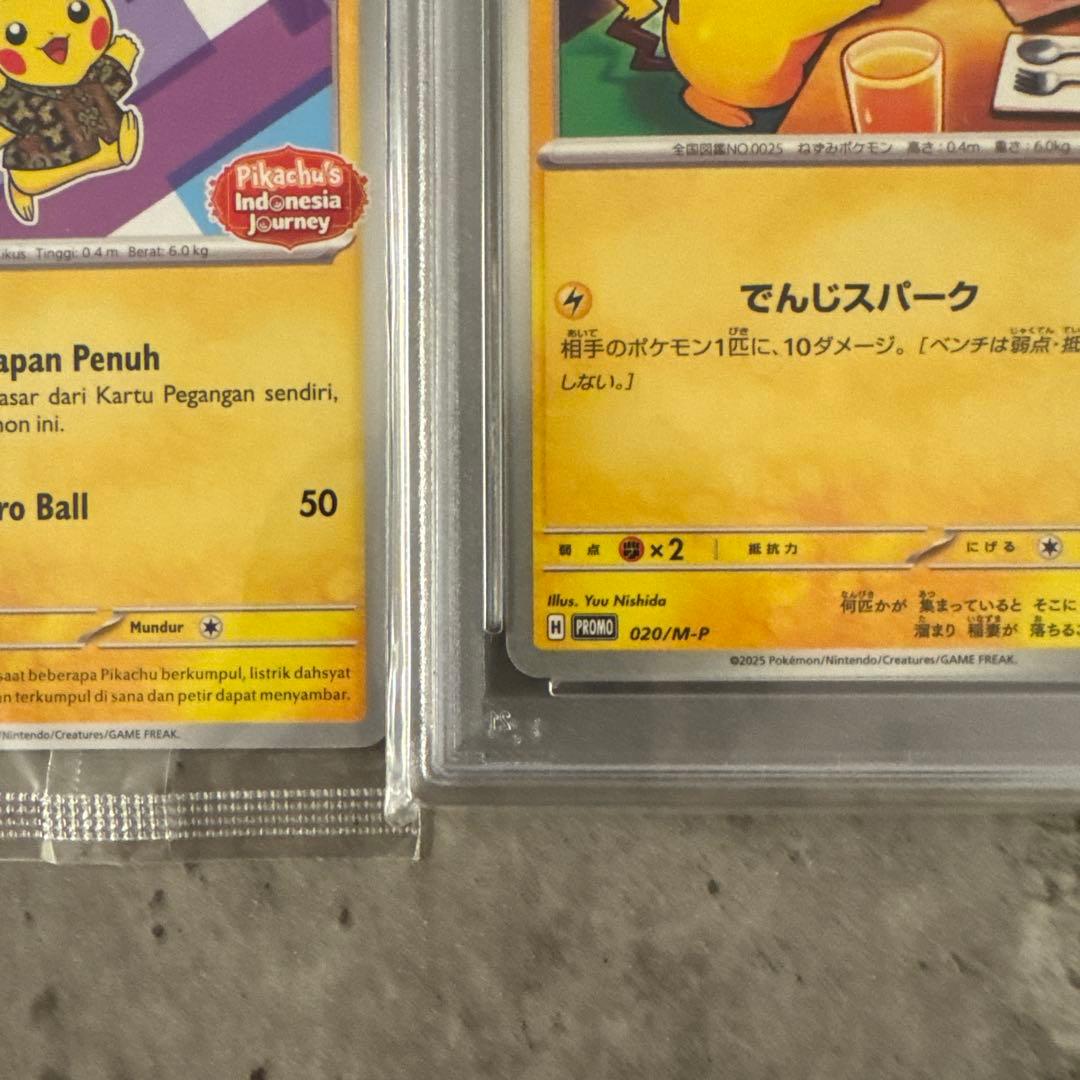 Pikachu's
Indonesia
Journey
Tinggi: 0.4 m Berat: 6.0 kg
apan Penuh
asar dari Kartu Pegangan sendiri,
ini.
Ball
50
Mundur
saat beberapa Pikachu berkumpul, listrik dahsyat
terkumpul di sana dan petir dapat menyambar.
Nintendo/Creatures/GAME FREAK.
全国図鑑NO.0025 ねずみポケモン 高さ:0.4m 重さ:6.0kg
でんじスパーク
相手のポケモン1匹に、10ダメージ。[ベンチは弱点・抵
しない。]
弱点 ×2 抵抗力 にげる
Illus. Yuu Nishida
H PROMO 020/M-P
何匹かが 集まっていると そこに
溜まり 稲妻が 落ちるこ
©2025 Pokémon/Nintendo/Creatures/GAME FREAK.